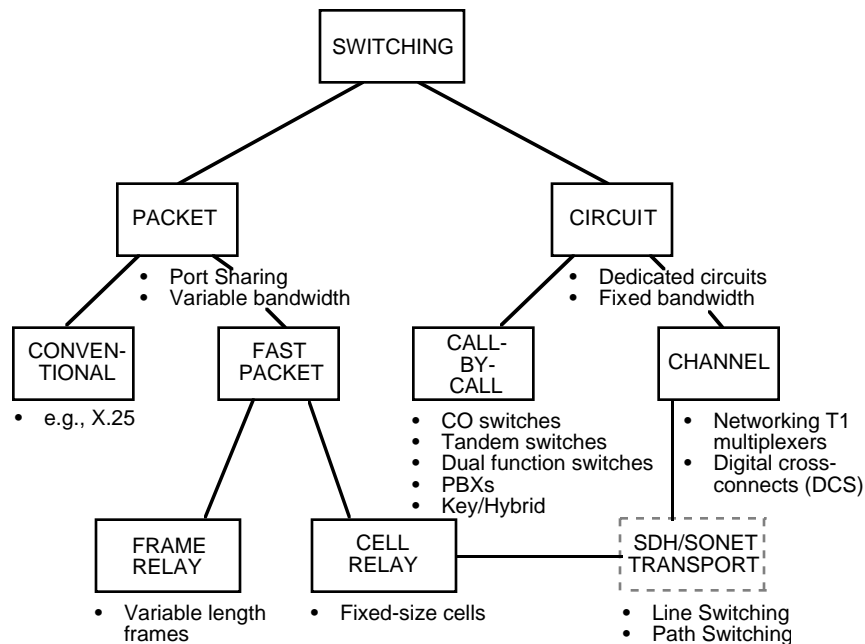 SWITCHING
PACKET
CIRCUIT
• Port Sharing
• Variable bandwidth
• Dedicated circuits
• Fixed bandwidth
CONVEN-
TIONAL
FAST
PACKET
CALL-
BY-
CALL
CHANNEL
• e.g., X.25
• CO switches
• Tandem switches
• Dual function switches
• PBXs
• Key/Hybrid
• Networking T1
multiplexers
• Digital cross-
connects (DCS)
FRAME
RELAY
CELL
RELAY
SDH/SONET
TRANSPORT
• Variable length
frames
• Fixed-size cells
• Line Switching
• Path Switching